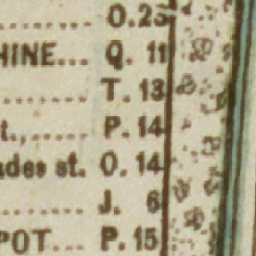 ........ O.23
HINE... Q. 11
........ T. 13
t....... P. 14
ades st. O. 14
........ J. 6
POT... P. 15